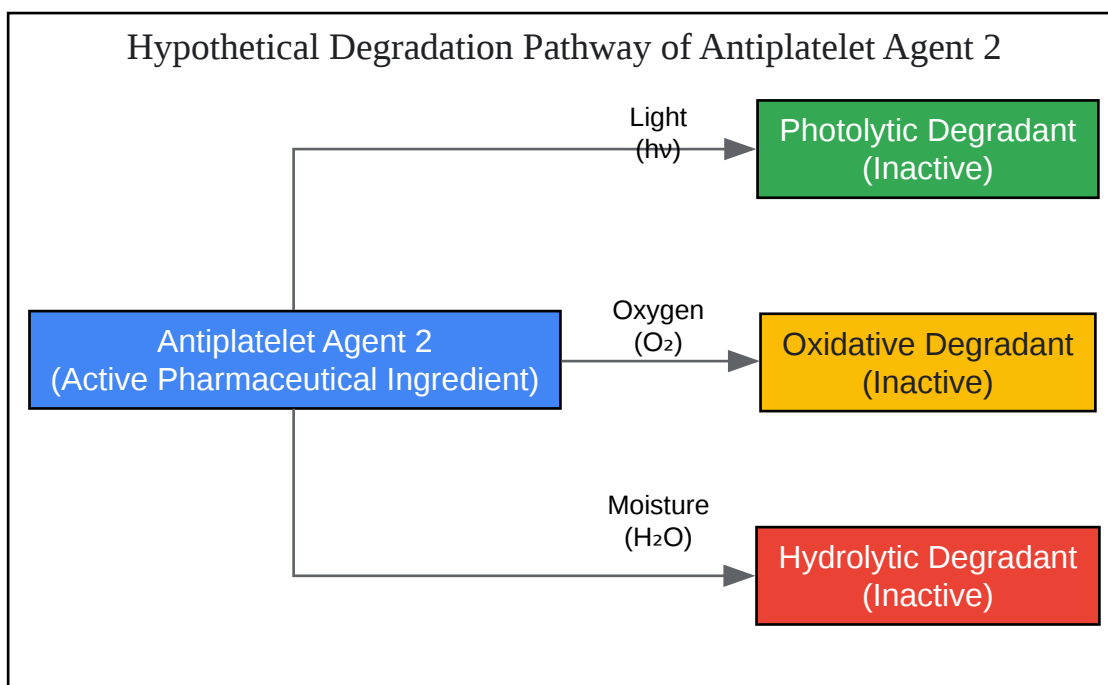 Hypothetical Degradation Pathway of Antiplatelet Agent 2
Light
(hν)
Photolytic Degradant
(Inactive)
Antiplatelet Agent 2
(Active Pharmaceutical Ingredient)
Oxygen
(O₂)
Oxidative Degradant
(Inactive)
Moisture
(H₂O)
Hydrolytic Degradant
(Inactive)